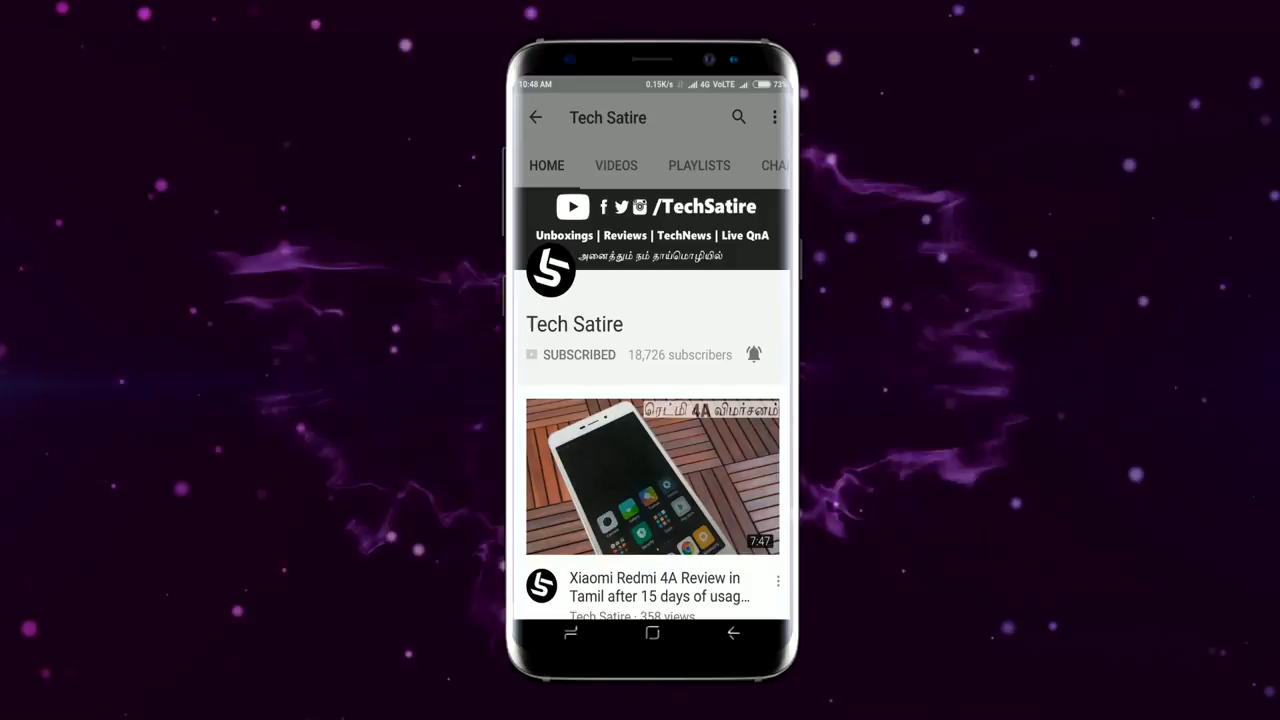 10:48 AM 0.15K/s 4G VoLTE 73%
Tech Satire
HOME VIDEOS PLAYLISTS CHA
/TechSatire
Unboxings | Reviews | TechNews | Live QnA
அனைத்தும் நம் தாய்மொழியில்
Tech Satire
SUBSCRIBED 18,726 subscribers
ரெட்மி 4A விமர்சனம்
7:47
Xiaomi Redmi 4A Review in
Tamil after 15 days of usag...
Tech Satire · 358 views